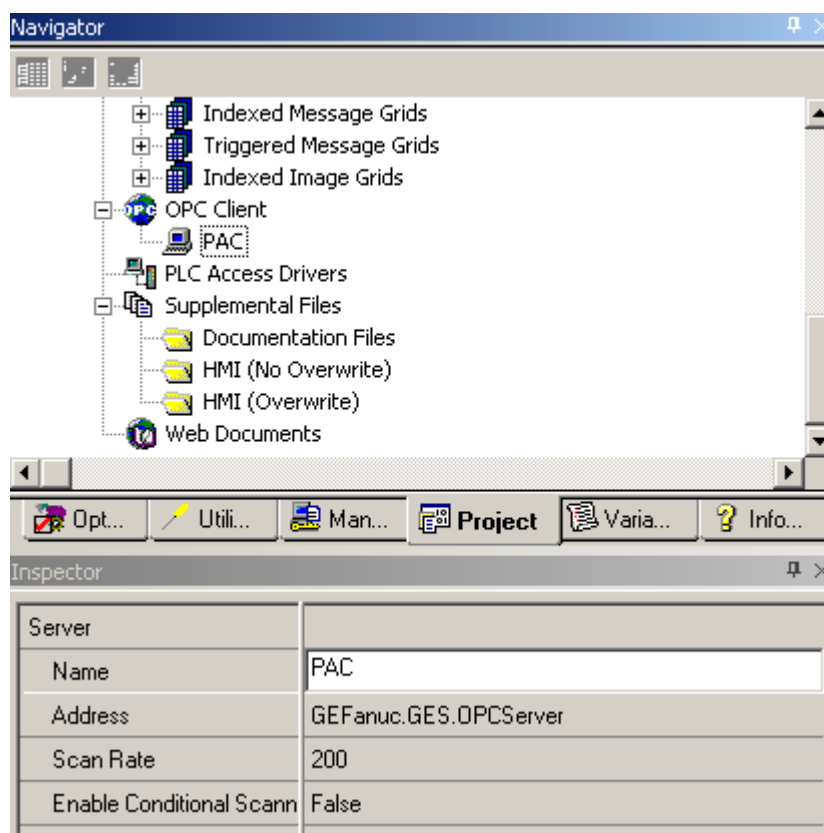 Navigator
Indexed Message Grids
Triggered Message Grids
Indexed Image Grids
OPC Client
PAC
PLC Access Drivers
Supplemental Files
Documentation Files
HMI (No Overwrite)
HMI (Overwrite)
Web Documents
Opt... Utili... Man... Project Varia... Info...
Inspector
Server
Name PAC
Address GEFanuc.GES.OPCServer
Scan Rate 200
Enable Conditional Scann False